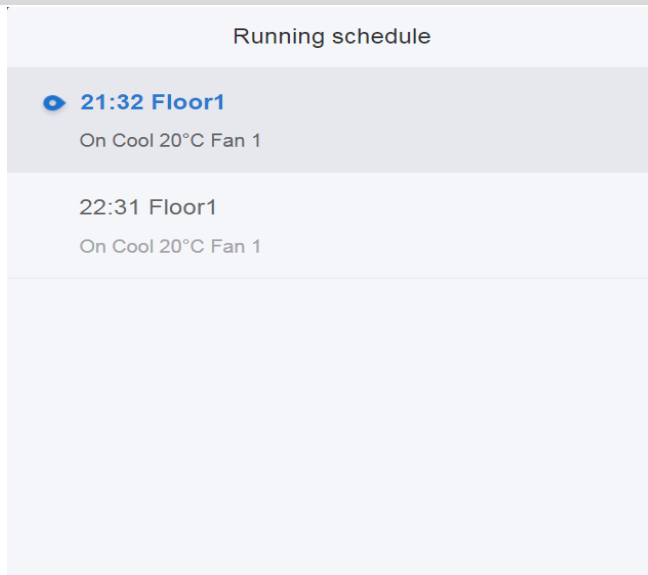 Running schedule
21:32 Floor1
On Cool 20°C Fan 1
22:31 Floor1
On Cool 20°C Fan 1